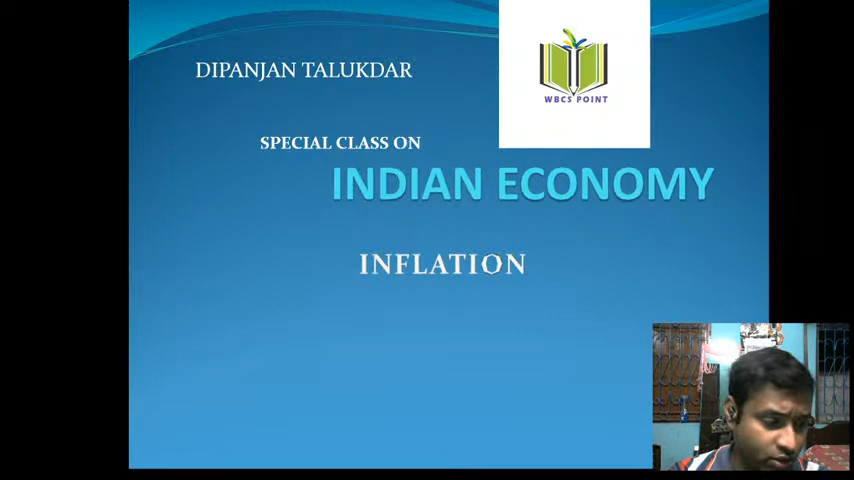 DIPANJAN TALUKDAR
WBCS POINT
SPECIAL CLASS ON
INDIAN ECONOMY
INFLATION